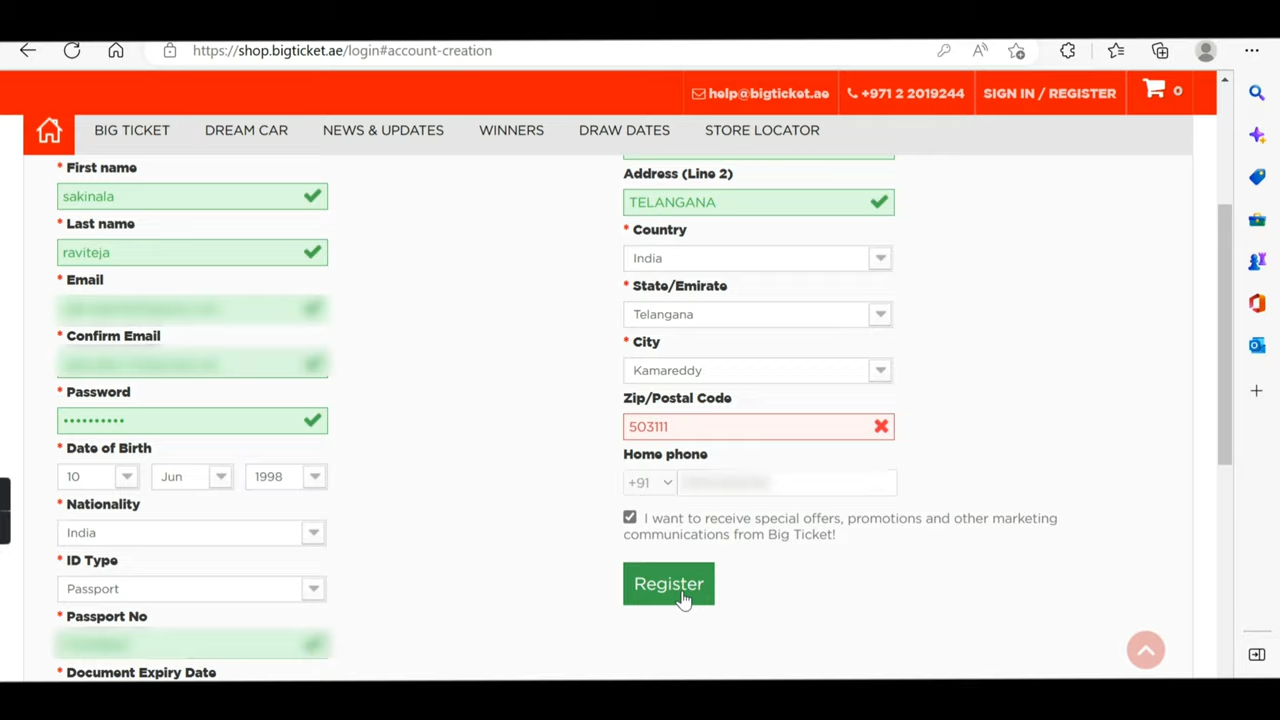 https://shop.bigticket.ae/login#account-creation
help@bigticket.ae
+971 2 2019244
SIGN IN / REGISTER
0
BIG TICKET
DREAM CAR
NEWS & UPDATES
WINNERS
DRAW DATES
STORE LOCATOR
* First name
sakinala
* Last name
raviteja
* Email
* Confirm Email
* Password
* Date of Birth
10 Jun 1998
* Nationality
India
* ID Type
Passport
* Passport No
* Document Expiry Date
Address (Line 2)
TELANGANA
* Country
India
* State/Emirate
Telangana
* City
Kamareddy
Zip/Postal Code
503111
Home phone
+91
I want to receive special offers, promotions and other marketing
communications from Big Ticket!
Register